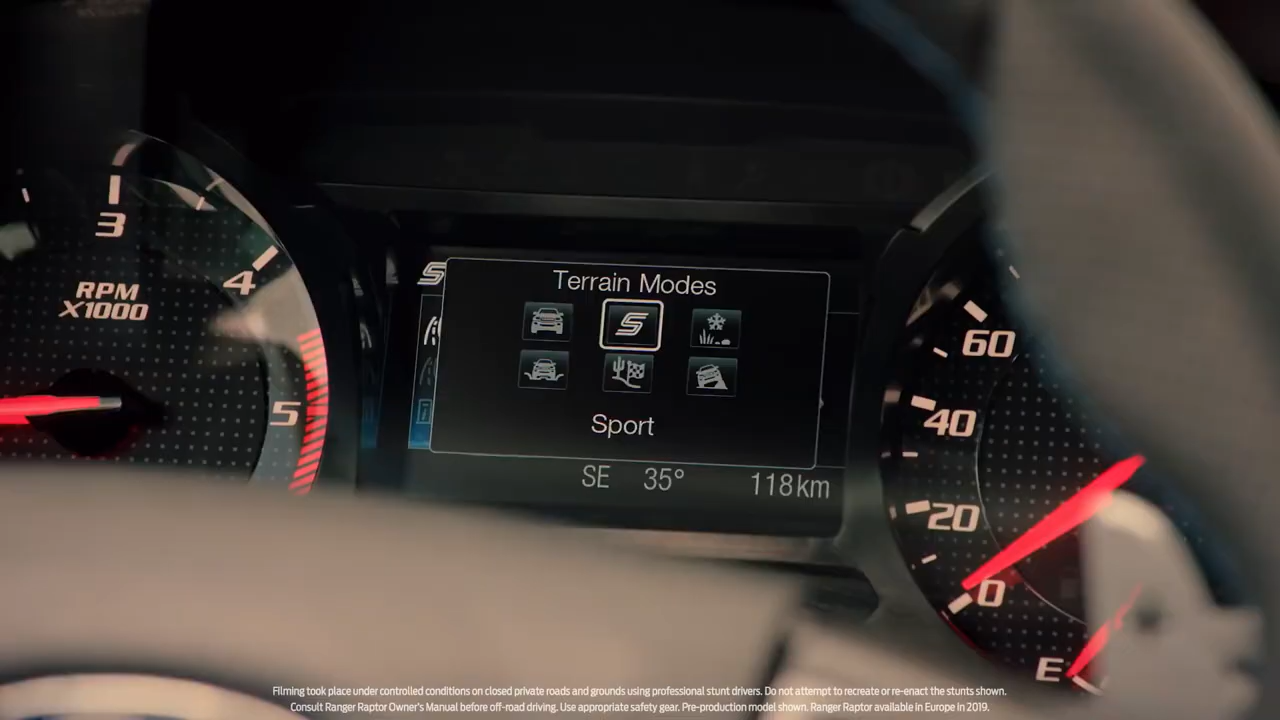 3
4
RPM
X1000
5
S
Terrain Modes
S
Sport
SE 35° 118km
60
40
20
0
E
Filming took place under controlled conditions on closed private roads and grounds using professional stunt drivers. Do not attempt to recreate or re-enact the stunts shown.
Consult Ranger Raptor Owner's Manual before off-road driving. Use appropriate safety gear. Pre-production model shown. Ranger Raptor available in Europe in 2019.